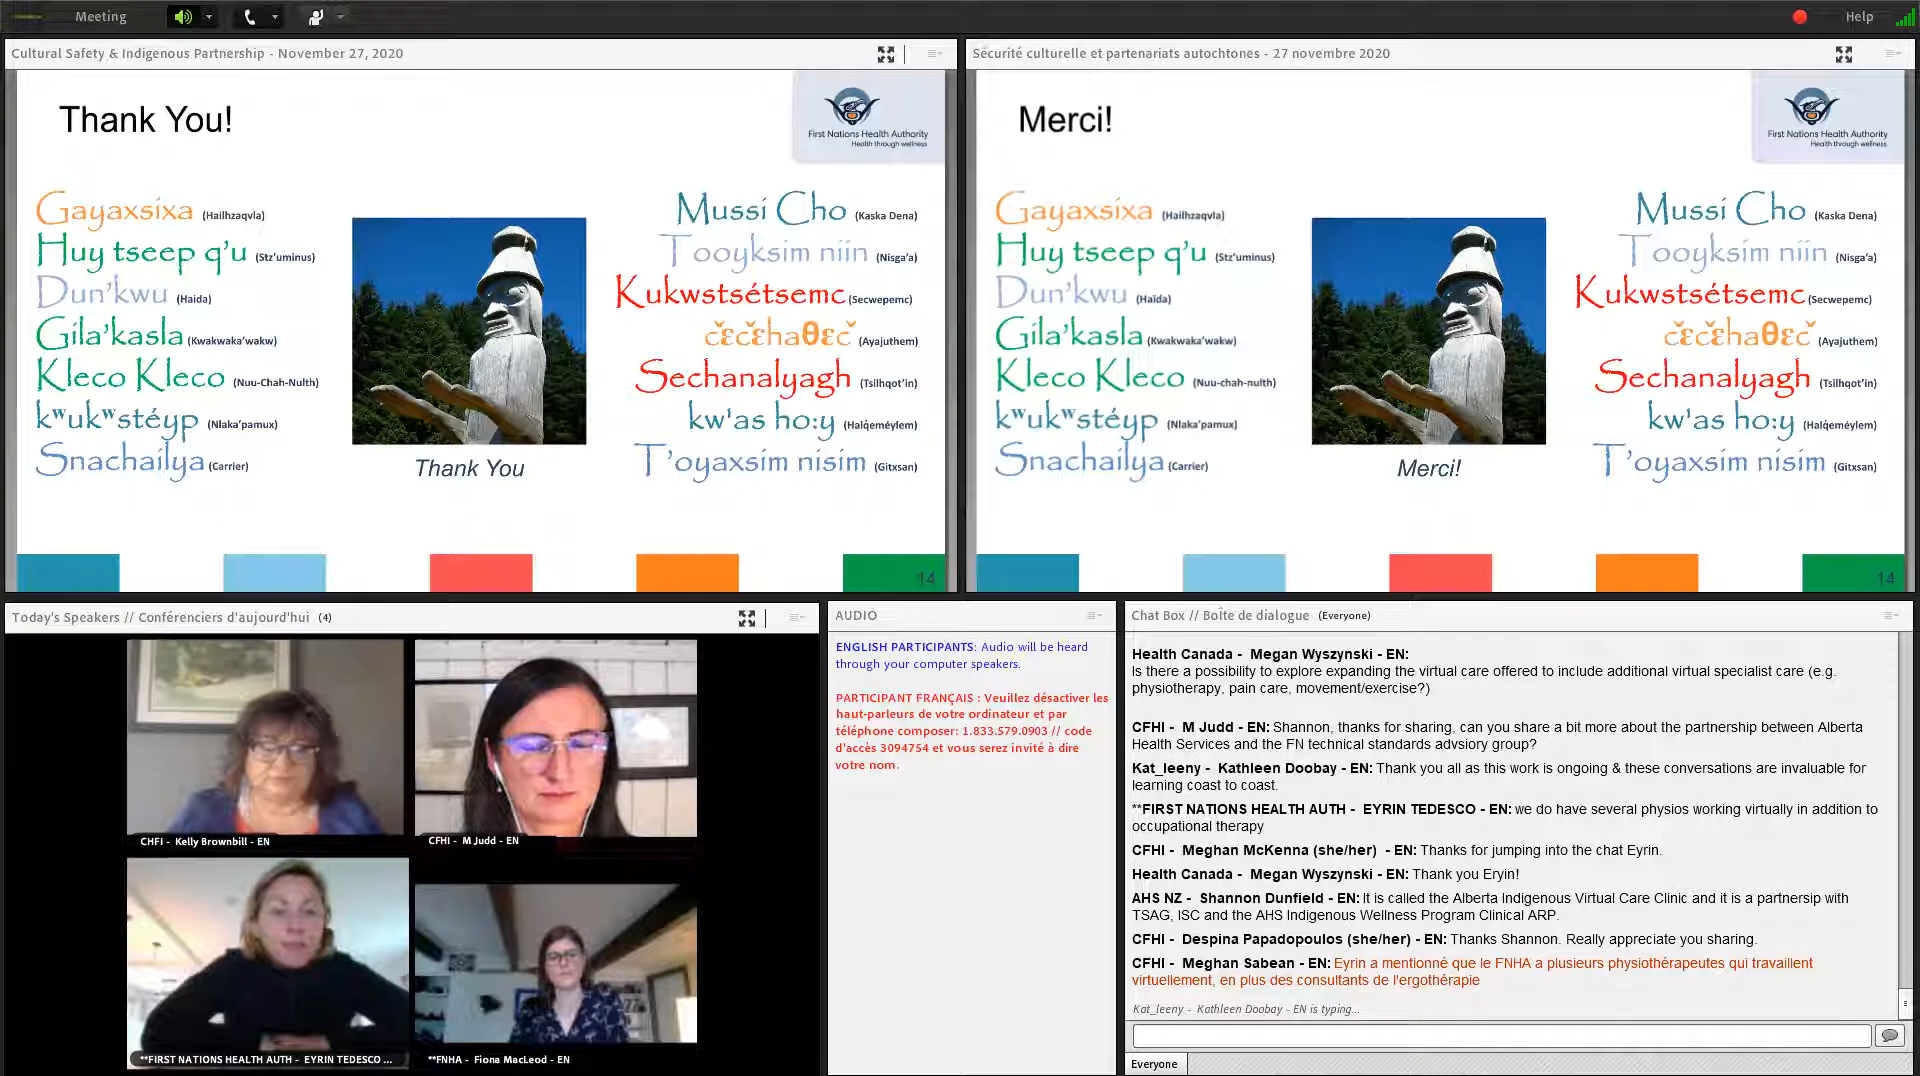 Meeting
Help
Cultural Safety & Indigenous Partnership - November 27, 2020
Thank You!
First Nations Health Authority
Health through wellness
Gayaxsixa (Hailhzaqvla)
Huy tseep q'u (Stz'uminus)
Dun'kwu (Haida)
Gila'kasla (Kwakwaka'wakw)
Kleco Kleco (Nuu-Chah-Nulth)
kʷukʷstéyp (Nlaka'pamux)
Snachailya (Carrier)
Thank You
Mussi Cho (Kaska Dena)
Tooyksim niin (Nisga'a)
Kukwstsétsemc (Secwepemc)
čɛčɛhaθɛč (Ayajuthem)
Sechanalyagh (Tsilhqot'in)
kw'as ho:y (Halq̓eméylem)
T'oyaxsim nisim (Gitxsan)
14
Sécurité culturelle et partenariats autochtones - 27 novembre 2020
Merci!
First Nations Health Authority
Health through wellness
Gayaxsixa (Hailhzaqvla)
Huy tseep q'u (Stz'uminus)
Dun'kwu (Haïda)
Gila'kasla (Kwakwaka'wakw)
Kleco Kleco (Nuu-chah-nulth)
kʷukʷstéyp (Nlaka'pamux)
Snachailya (Carrier)
Merci!
Mussi Cho (Kaska Dena)
Tooyksim niin (Nisga'a)
Kukwstsétsemc (Secwepemc)
čɛčɛhaθɛč (Ayajuthem)
Sechanalyagh (Tsilhqot'in)
kw'as ho:y (Halq̓eméylem)
T'oyaxsim nisim (Gitxsan)
14
Today's Speakers // Conférenciers d'aujourd'hui (4)
CHFI - Kelly Brownbill - EN
CFHI - M Judd - EN
**FIRST NATIONS HEALTH AUTH - EYRIN TEDESCO ...
**FNHA - Fiona MacLeod - EN
AUDIO
ENGLISH PARTICIPANTS: Audio will be heard
through your computer speakers.
PARTICIPANT FRANÇAIS : Veuillez désactiver les
haut-parleurs de votre ordinateur et par
téléphone composer: 1.833.579.0903 // code
d'accès 3094754 et vous serez invité à dire
votre nom.
Chat Box // Boîte de dialogue (Everyone)
Health Canada - Megan Wyszynski - EN:
Is there a possibility to explore expanding the virtual care offered to include additional virtual specialist care (e.g.
physiotherapy, pain care, movement/exercise?)
CFHI - M Judd - EN: Shannon, thanks for sharing, can you share a bit more about the partnership between Alberta
Health Services and the FN technical standards advsiory group?
Kat_leeny - Kathleen Doobay - EN: Thank you all as this work is ongoing & these conversations are invaluable for
learning coast to coast.
**FIRST NATIONS HEALTH AUTH - EYRIN TEDESCO - EN: we do have several physios working virtually in addition to
occupational therapy
CFHI - Meghan McKenna (she/her) - EN: Thanks for jumping into the chat Eyrin.
Health Canada - Megan Wyszynski - EN: Thank you Eryin!
AHS NZ - Shannon Dunfield - EN: It is called the Alberta Indigenous Virtual Care Clinic and it is a partnersip with
TSAG, ISC and the AHS Indigenous Wellness Program Clinical ARP.
CFHI - Despina Papadopoulos (she/her) - EN: Thanks Shannon. Really appreciate you sharing.
CFHI - Meghan Sabean - EN: Eyrin a mentionné que le FNHA a plusieurs physiothérapeutes qui travaillent
virtuellement, en plus des consultants de l'ergothérapie
Kat_leeny - Kathleen Doobay - EN is typing...
Everyone